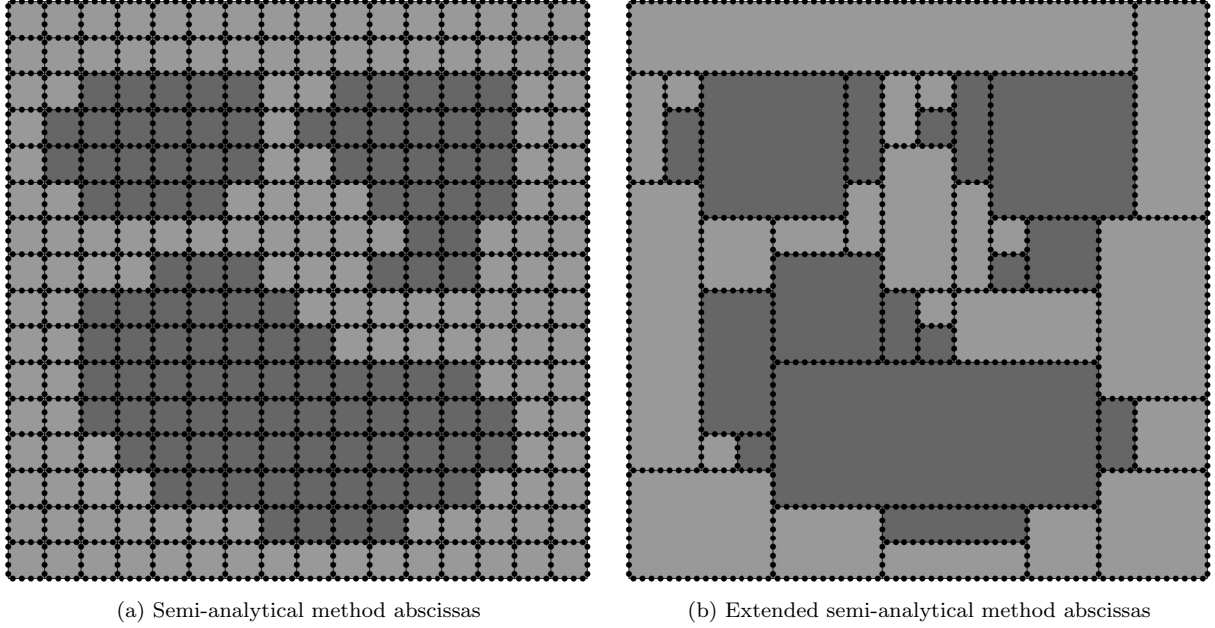 (a) Semi-analytical method abscissas
(b) Extended semi-analytical method abscissas